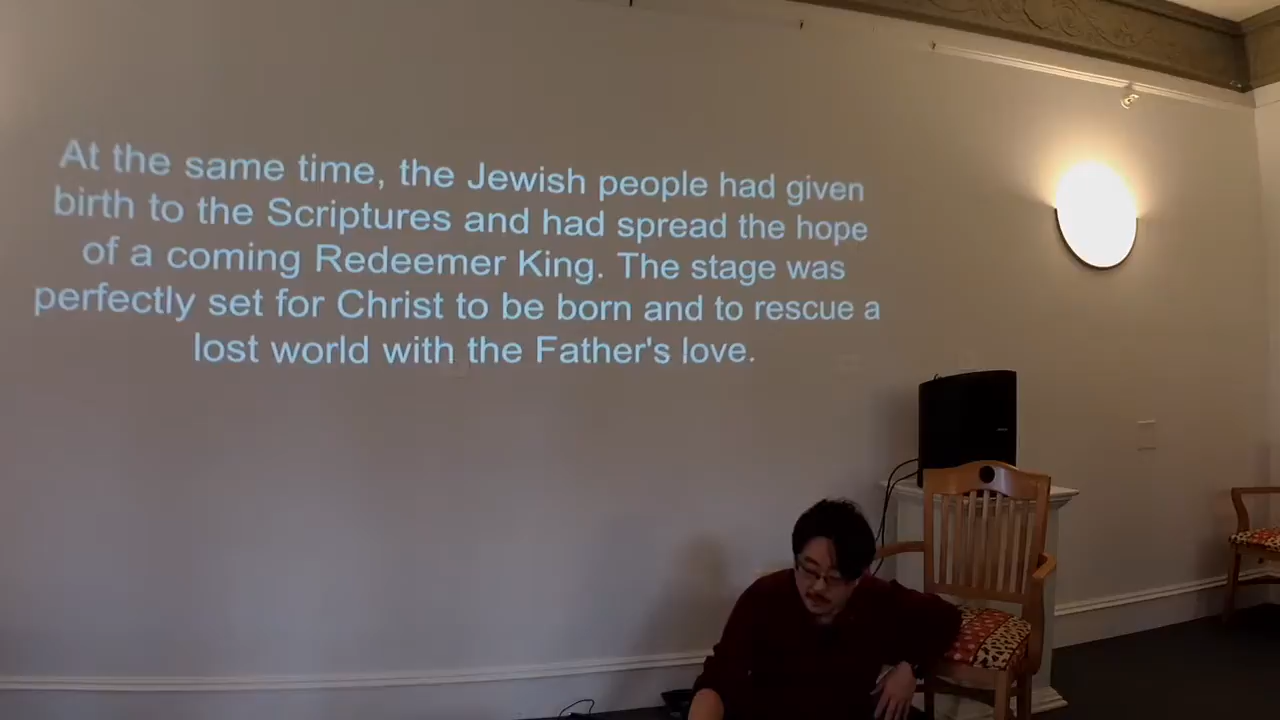 At the same time, the Jewish people had given
birth to the Scriptures and had spread the hope
of a coming Redeemer King. The stage was
perfectly set for Christ to be born and to rescue a
lost world with the Father's love.